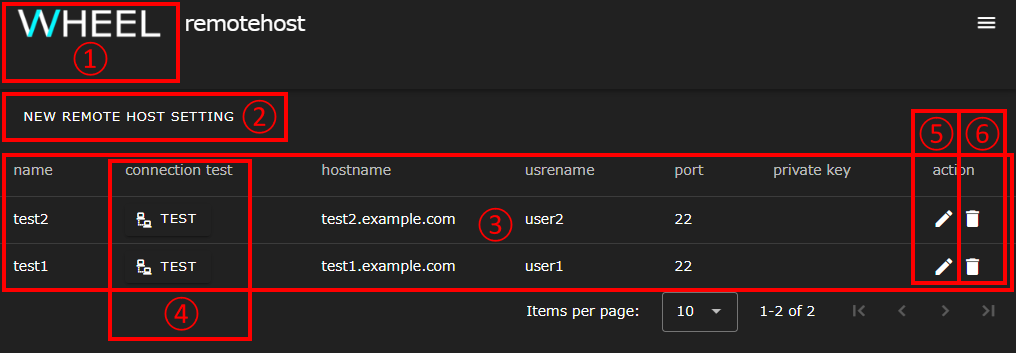 WHEEL remotehost
①
NEW REMOTE HOST SETTING ②
⑤ ⑥
name connection test hostname usrename port private key action
test2 TEST test2.example.com user2 22
③
test1 TEST test1.example.com user1 22
④
Items per page: 10 1-2 of 2